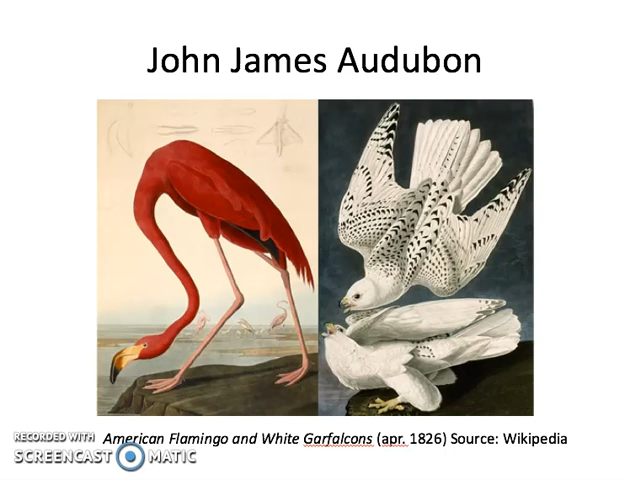 John James Audubon
American Flamingo and White Garfalcons (apr. 1826) Source: Wikipedia
RECORDED WITH
SCREENCAST MATIC